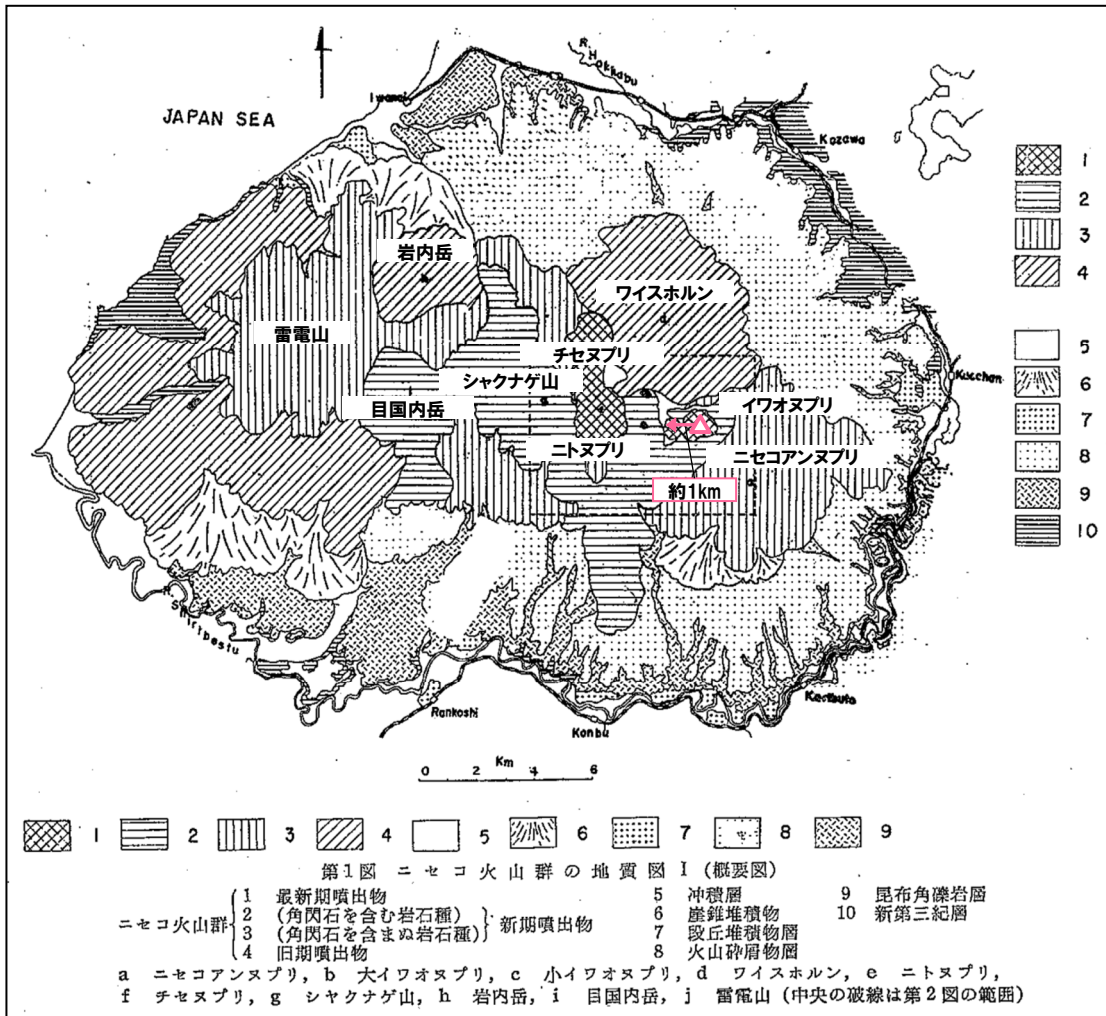 JAPAN SEA
Iwanai
R. Hokkabu
Kozawa
1
2
3
4
5
6
7
8
9
10
岩内岳
ワイスホルン
d
雷電山
チセヌプリ
シャクナゲ山
目国内岳
イワオヌプリ
ニトヌプリ
ニセコアンヌプリ
約1km
Kucchan
Rankoshi
Konbu
Km
0 2 4 6
1 2 3 4 5 6 7 8 9
第1図 ニセコ火山群の地質図 I (概要図)
ニセコ火山群
1 最新期噴出物
2 (角閃石を含む岩石種)
3 (角閃石を含まぬ岩石種)
新期噴出物
4 旧期噴出物
5 冲積層
6 崖錐堆積物
7 段丘堆積物層
8 火山砕屑物層
9 昆布角礫岩層
10 新第三紀層
a ニセコアンヌプリ, b 大イワオヌプリ, c 小イワオヌプリ, d ワイスホルン, e ニトヌプリ,
f チセヌプリ, g シャクナゲ山, h 岩内岳, i 目国内岳, j 雷電山 (中央の破線は第2図の範囲)